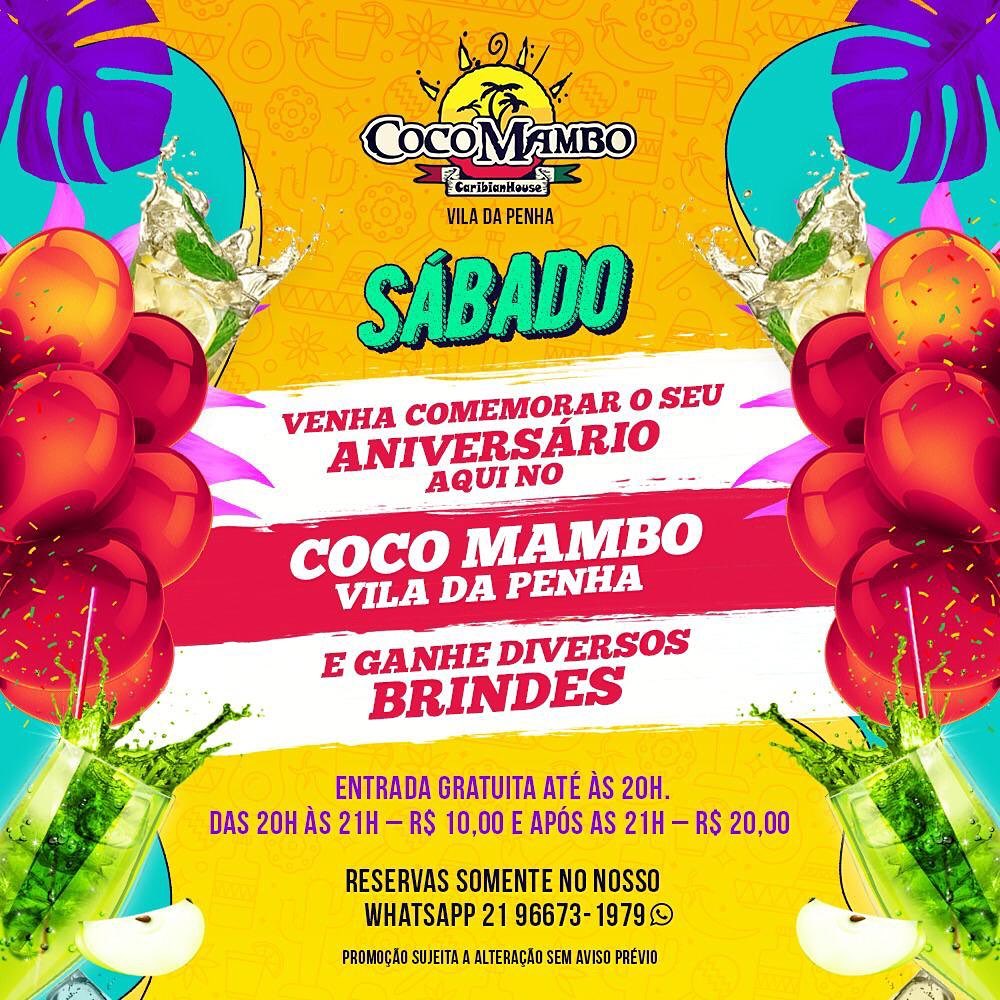 COCO MAMBO
CaribianHouse
VILA DA PENHA
SÁBADO
VENHA COMEMORAR O SEU
ANIVERSÁRIO
AQUI NO
COCO MAMBO
VILA DA PENHA
E GANHE DIVERSOS
BRINDES
ENTRADA GRATUITA ATÉ ÀS 20H.
DAS 20H ÀS 21H – R$ 10,00 E APÓS AS 21H – R$ 20,00
RESERVAS SOMENTE NO NOSSO
WHATSAPP 21 96673-1979
PROMOÇÃO SUJEITA A ALTERAÇÃO SEM AVISO PRÉVIO